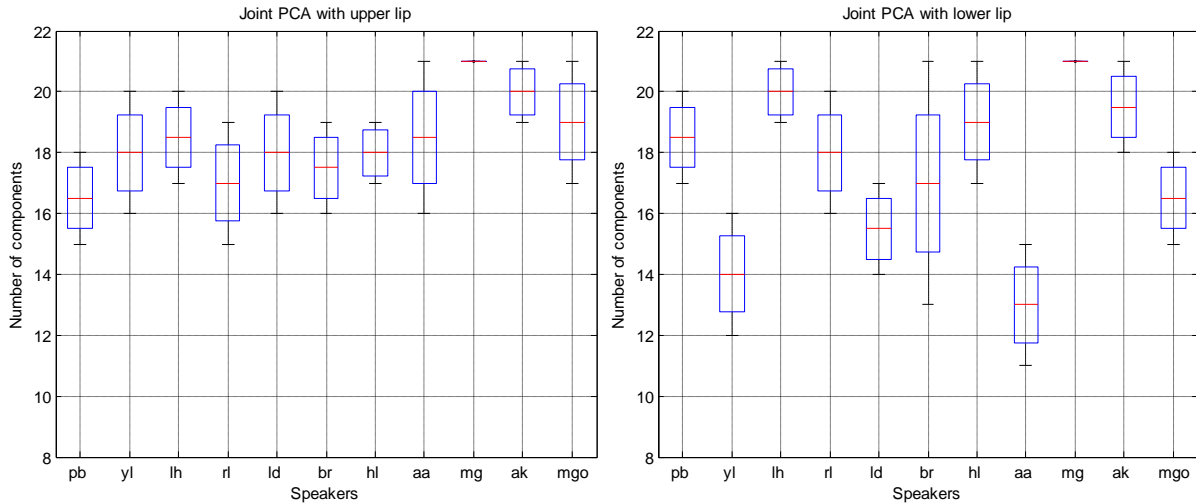 Joint PCA with upper lip
22
20
18
16
14
12
10
8
Number of components
pb yl lh rl ld br hl aa mg ak mgo
Speakers
Joint PCA with lower lip
22
20
18
16
14
12
10
8
Number of components
pb yl lh rl ld br hl aa mg ak mgo
Speakers